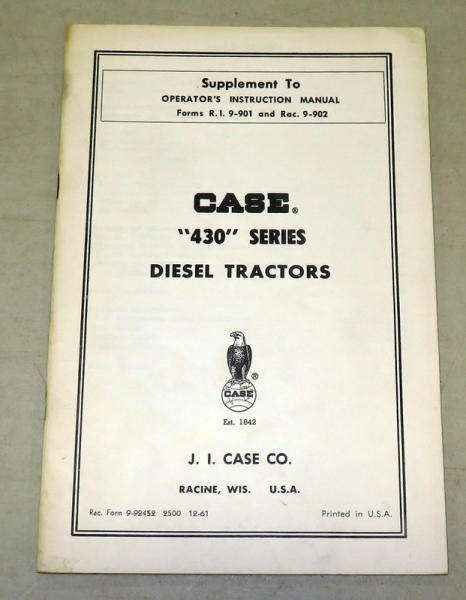 Supplement To
OPERATOR'S INSTRUCTION MANUAL
Forms R.I. 9-901 and Rac. 9-902
CASE®
"430" SERIES
DIESEL TRACTORS
CASE ®
Est. 1842
J. I. CASE CO.
RACINE, WIS. U.S.A.
Rac. Form 9-92452 2500 12-61 Printed in U.S.A.